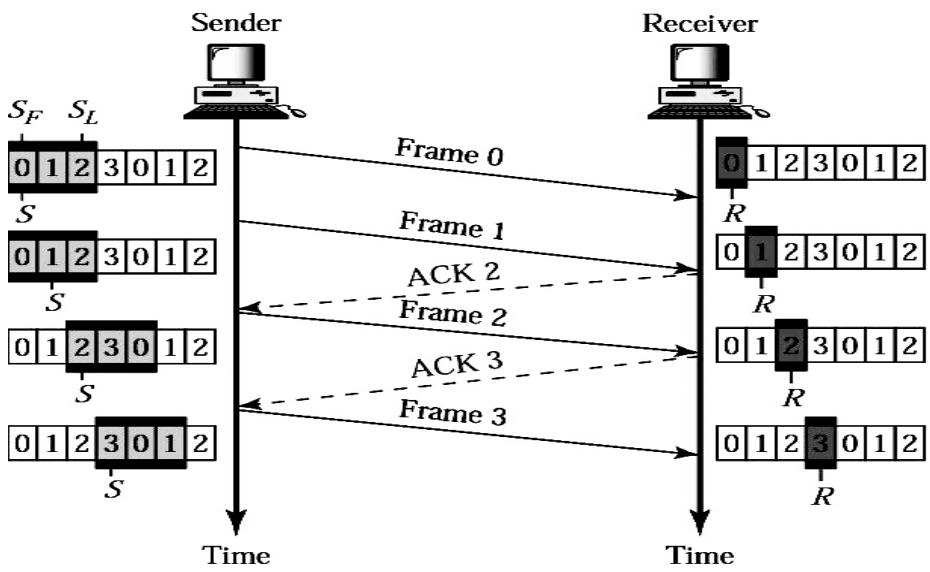 Sender Receiver
S_F S_L
Frame 0
0 1 2 3 0 1 2 0 1 2 3 0 1 2
S R
Frame 1
0 1 2 3 0 1 2 0 1 2 3 0 1 2
ACK 2
S R
Frame 2
0 1 2 3 0 1 2 0 1 2 3 0 1 2
ACK 3
S R
Frame 3
0 1 2 3 0 1 2 0 1 2 3 0 1 2
S R
Time Time